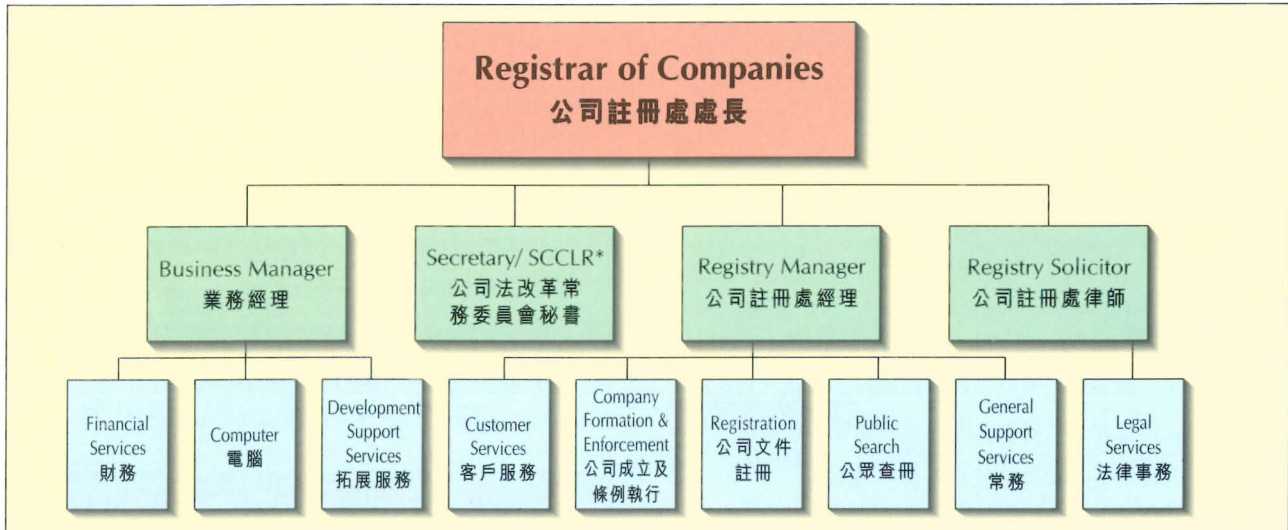 Registrar of Companies
公司註冊處處長
Business Manager
業務經理
Secretary/ SCCLR*
公司法改革常
務委員會秘書
Registry Manager
公司註冊處經理
Registry Solicitor
公司註冊處律師
Financial
Services
財務
Computer
電腦
Development
Support
Services
拓展服務
Customer
Services
客戶服務
Company
Formation &
Enforcement
公司成立及
條例執行
Registration
公司文件
註冊
Public
Search
公眾查冊
General
Support
Services
常務
Legal
Services
法律事務